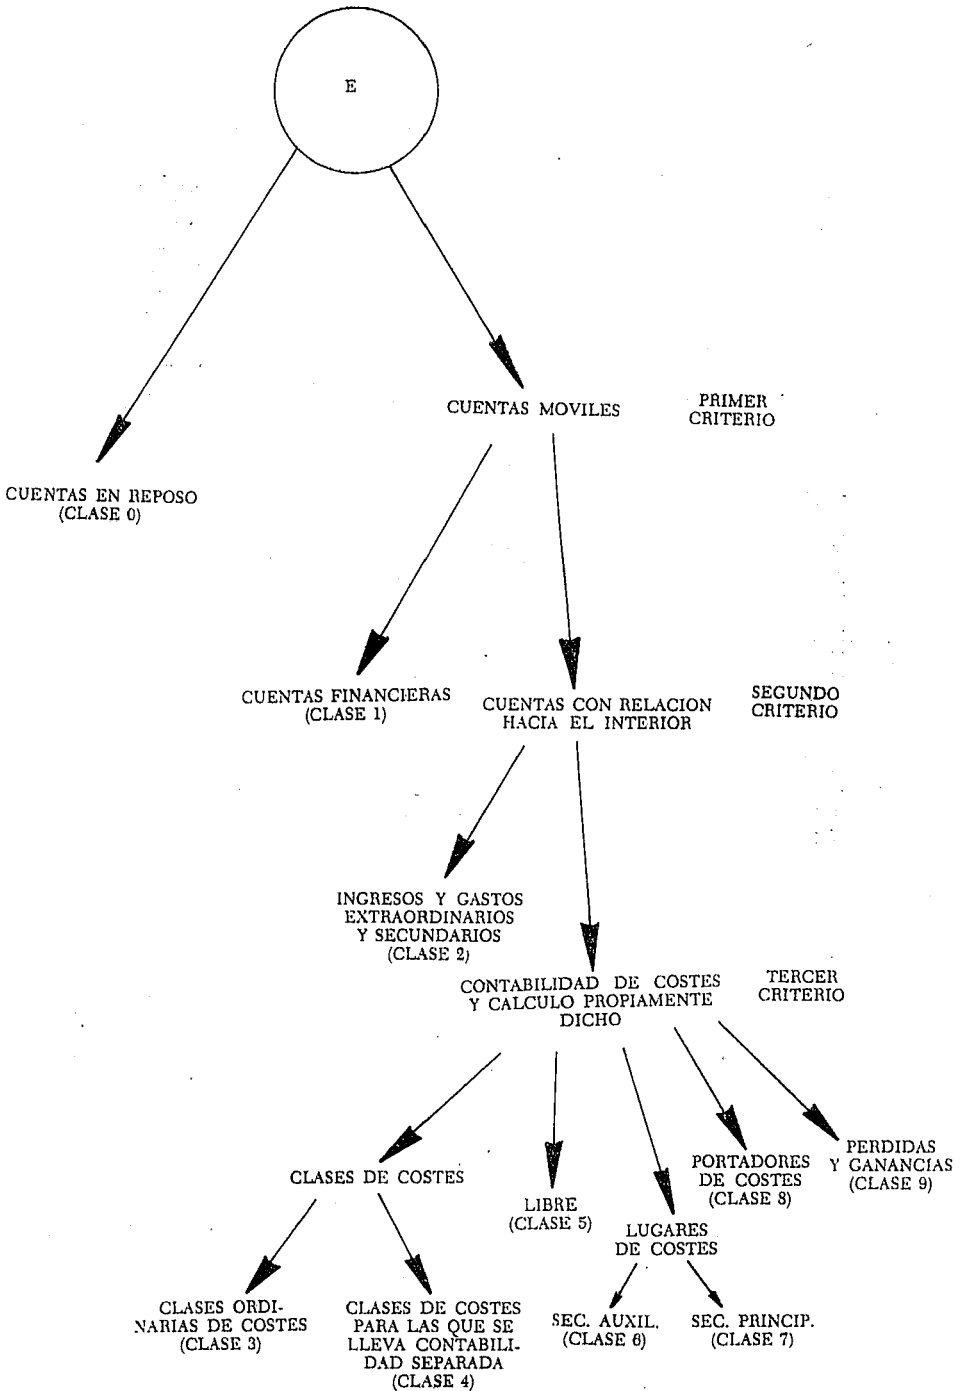 E
CUENTAS MOVILES
PRIMER
CRITERIO
CUENTAS EN REPOSO
(CLASE 0)
CUENTAS FINANCIERAS
(CLASE 1)
CUENTAS CON RELACION
HACIA EL INTERIOR
SEGUNDO
CRITERIO
INGRESOS Y GASTOS
EXTRAORDINARIOS
Y SECUNDARIOS
(CLASE 2)
CONTABILIDAD DE COSTES
Y CALCULO PROPIAMENTE
DICHO
TERCER
CRITERIO
CLASES DE COSTES
LIBRE
(CLASE 5)
LUGARES
DE COSTES
PORTADORES
DE COSTES
(CLASE 8)
PERDIDAS
Y GANANCIAS
(CLASE 9)
CLASES ORDI-
NARIAS DE COSTES
(CLASE 3)
CLASES DE COSTES
PARA LAS QUE SE
LLEVA CONTABILI-
DAD SEPARADA
(CLASE 4)
SEC. AUXIL.
(CLASE 6)
SEC. PRINCIP.
(CLASE 7)